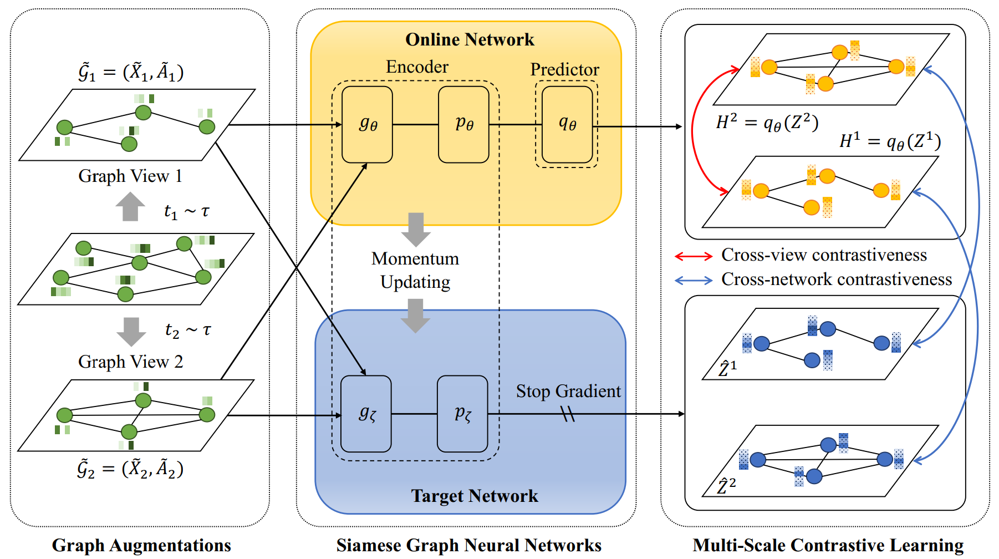 𝒢̃₁ = (X̃₁, Ã₁)
Graph View 1
t₁ ~ τ
t₂ ~ τ
Graph View 2
𝒢̃₂ = (X̃₂, Ã₂)
Graph Augmentations
Online Network
Encoder
Predictor
g_θ
p_θ
q_θ
Momentum
Updating
g_ζ
p_ζ
Stop Gradient
Target Network
Siamese Graph Neural Networks
H² = q_θ(Z²)
H¹ = q_θ(Z¹)
Cross-view contrastiveness
Cross-network contrastiveness
Ẑ¹
Ẑ²
Multi-Scale Contrastive Learning